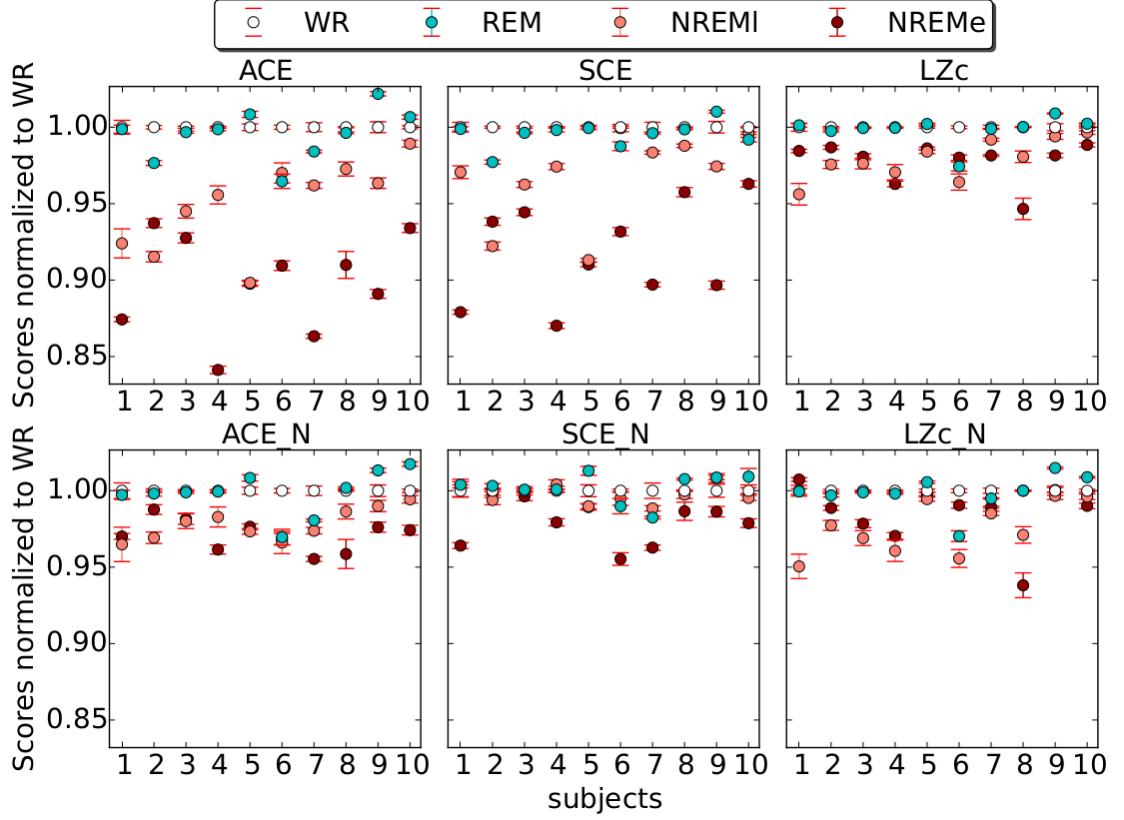 WR REM NREMl NREMe
ACE SCE LZc
Scores normalized to WR
1.00
0.95
0.90
0.85
1 2 3 4 5 6 7 8 9 10 1 2 3 4 5 6 7 8 9 10 1 2 3 4 5 6 7 8 9 10
ACE_N SCE_N LZc_N
Scores normalized to WR
1.00
0.95
0.90
0.85
1 2 3 4 5 6 7 8 9 10 1 2 3 4 5 6 7 8 9 10 1 2 3 4 5 6 7 8 9 10
subjects